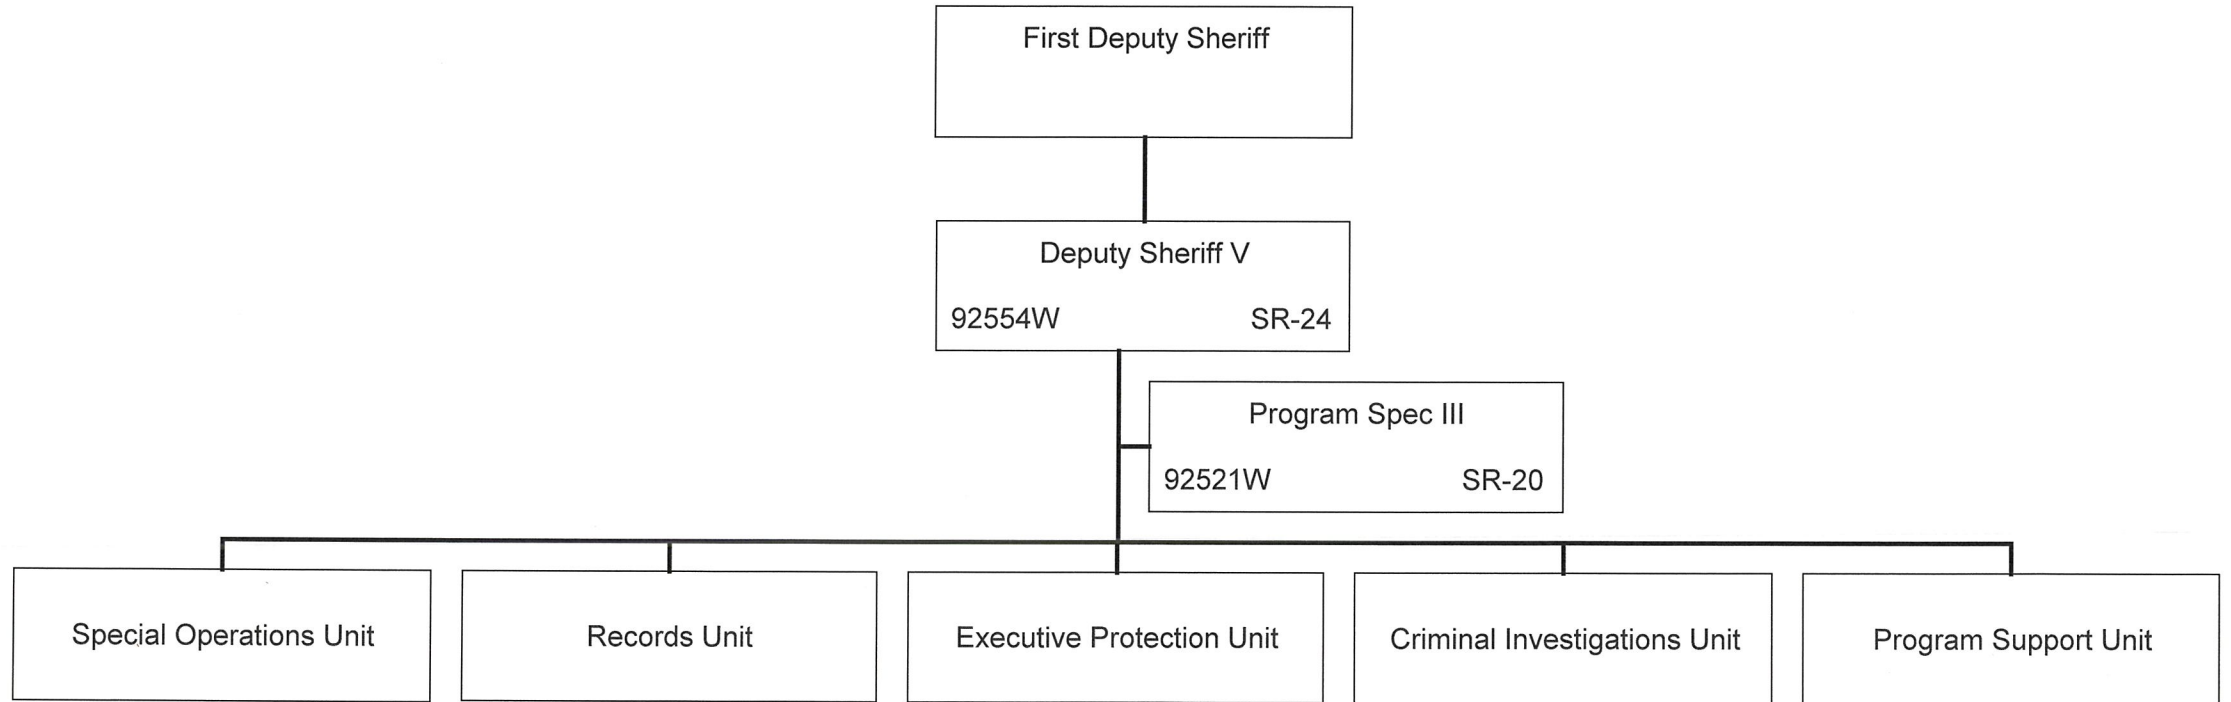 First Deputy Sheriff
Deputy Sheriff V
92554W SR-24
Program Spec III
92521W SR-20
Special Operations Unit
Records Unit
Executive Protection Unit
Criminal Investigations Unit
Program Support Unit